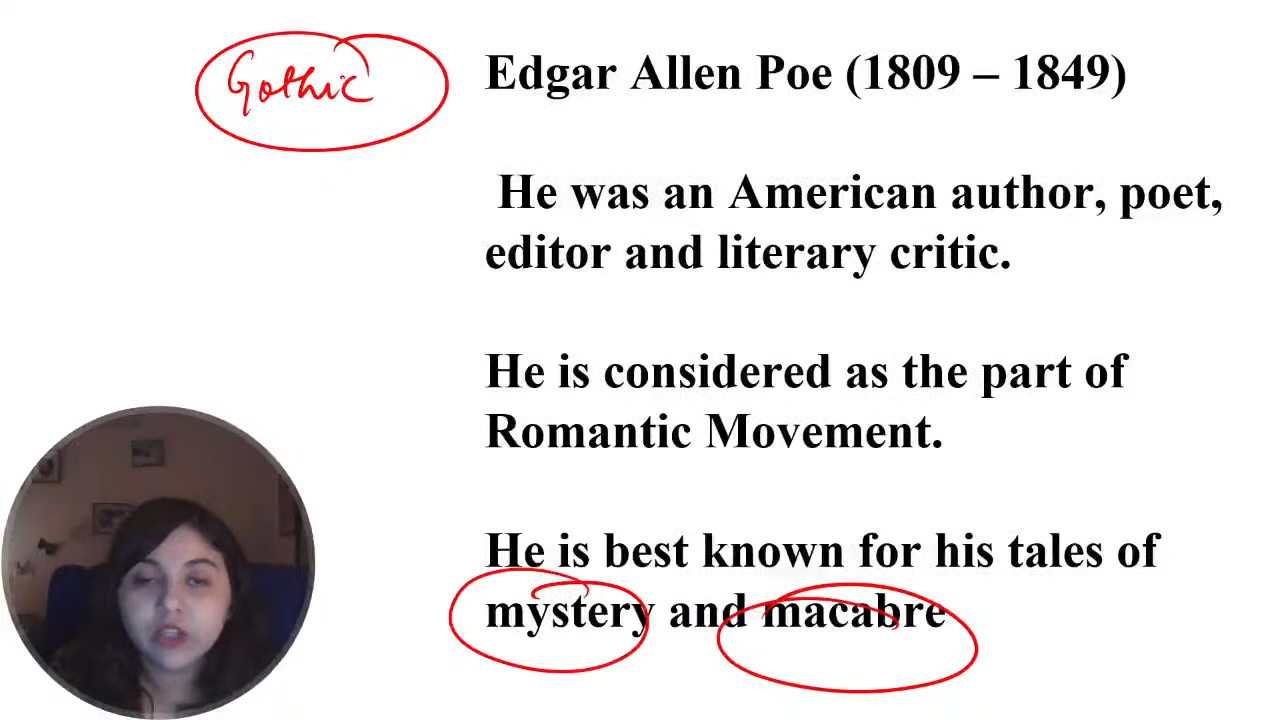 Gothic
Edgar Allen Poe (1809 – 1849)
He was an American author, poet,
editor and literary critic.
He is considered as the part of
Romantic Movement.
He is best known for his tales of
mystery and macabre